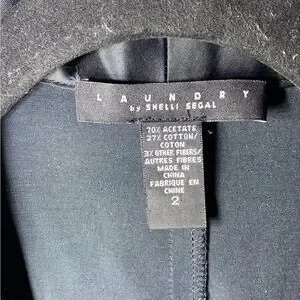 LAUNDRY
by SHELLI SEGAL
70% ACETATE
27% COTTON/
COTON
3% OTHER FIBERS/
AUTRES FIBRES
MADE IN
CHINA
FABRIQUE EN
CHINE
2